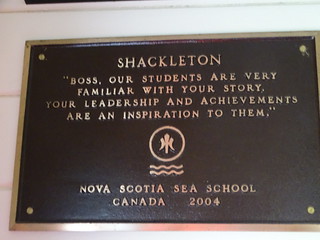 SHACKLETON
"BOSS, OUR STUDENTS ARE VERY
FAMILIAR WITH YOUR STORY.
YOUR LEADERSHIP AND ACHIEVEMENTS
ARE AN INSPIRATION TO THEM."
NOVA SCOTIA SEA SCHOOL
CANADA 2004